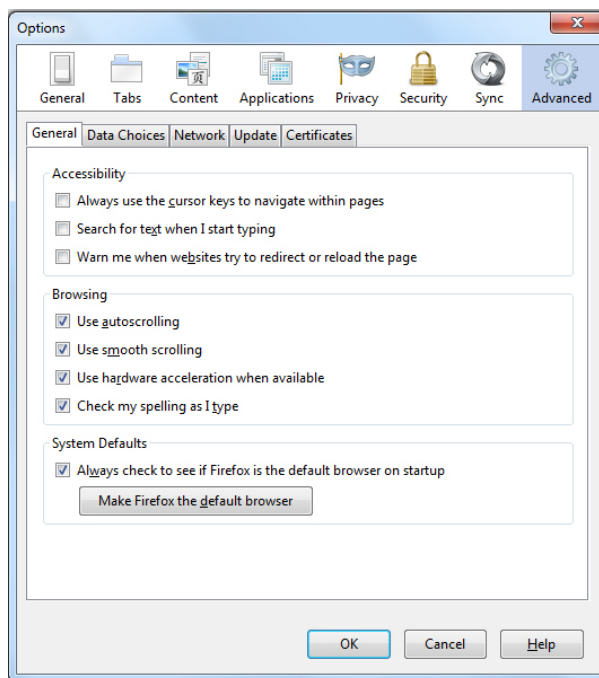 Options
General Tabs Content Applications Privacy Security Sync Advanced
General Data Choices Network Update Certificates
Accessibility
Always use the cursor keys to navigate within pages
Search for text when I start typing
Warn me when websites try to redirect or reload the page
Browsing
Use autoscrolling
Use smooth scrolling
Use hardware acceleration when available
Check my spelling as I type
System Defaults
Always check to see if Firefox is the default browser on startup
Make Firefox the default browser
OK Cancel Help